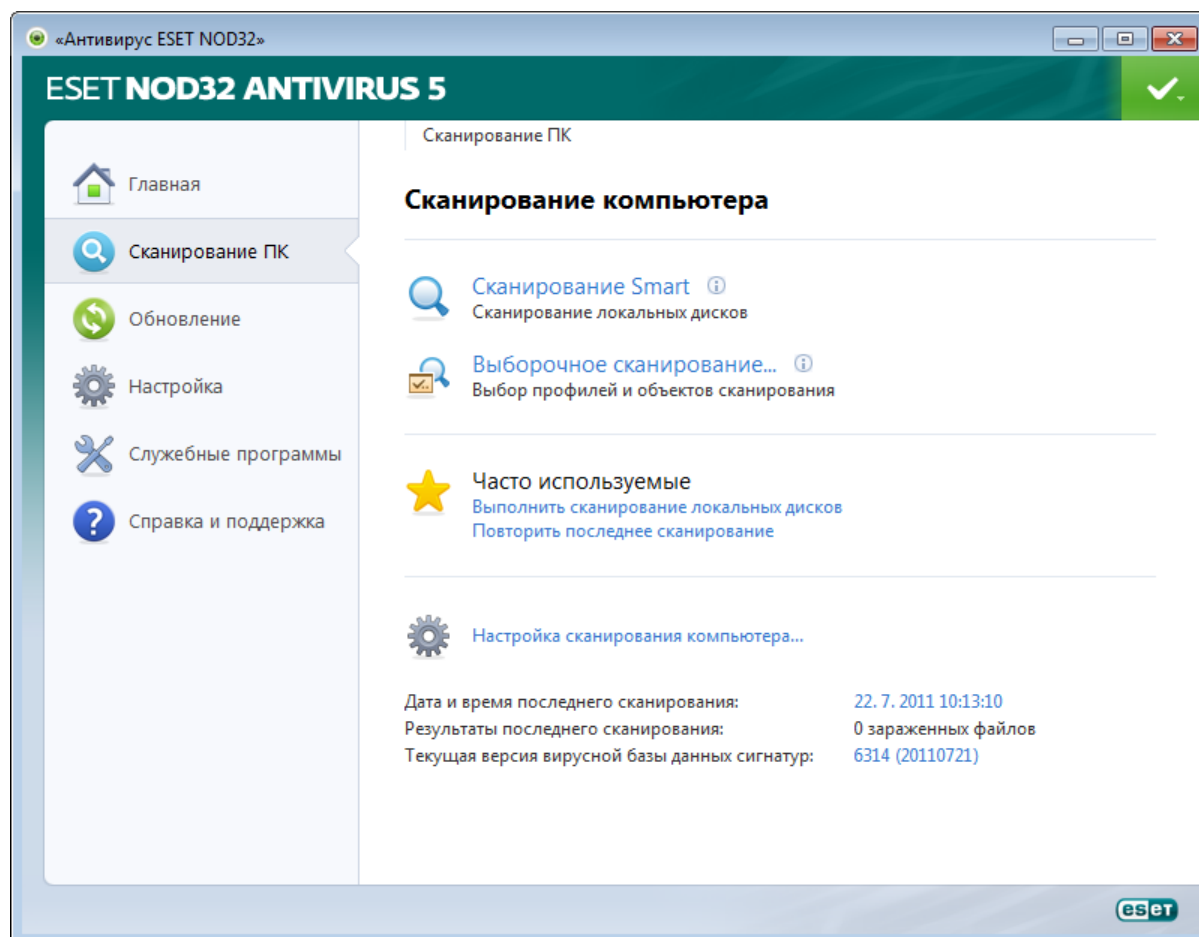 «Антивирус ESET NOD32»
ESET NOD32 ANTIVIRUS 5
Главная
Сканирование ПК
Обновление
Настройка
Служебные программы
Справка и поддержка
Сканирование ПК
Сканирование компьютера
Сканирование Smart
Сканирование локальных дисков
Выборочное сканирование...
Выбор профилей и объектов сканирования
Часто используемые
Выполнить сканирование локальных дисков
Повторить последнее сканирование
Настройка сканирования компьютера...
Дата и время последнего сканирования: 22. 7. 2011 10:13:10
Результаты последнего сканирования: 0 зараженных файлов
Текущая версия вирусной базы данных сигнатур: 6314 (20110721)
eset